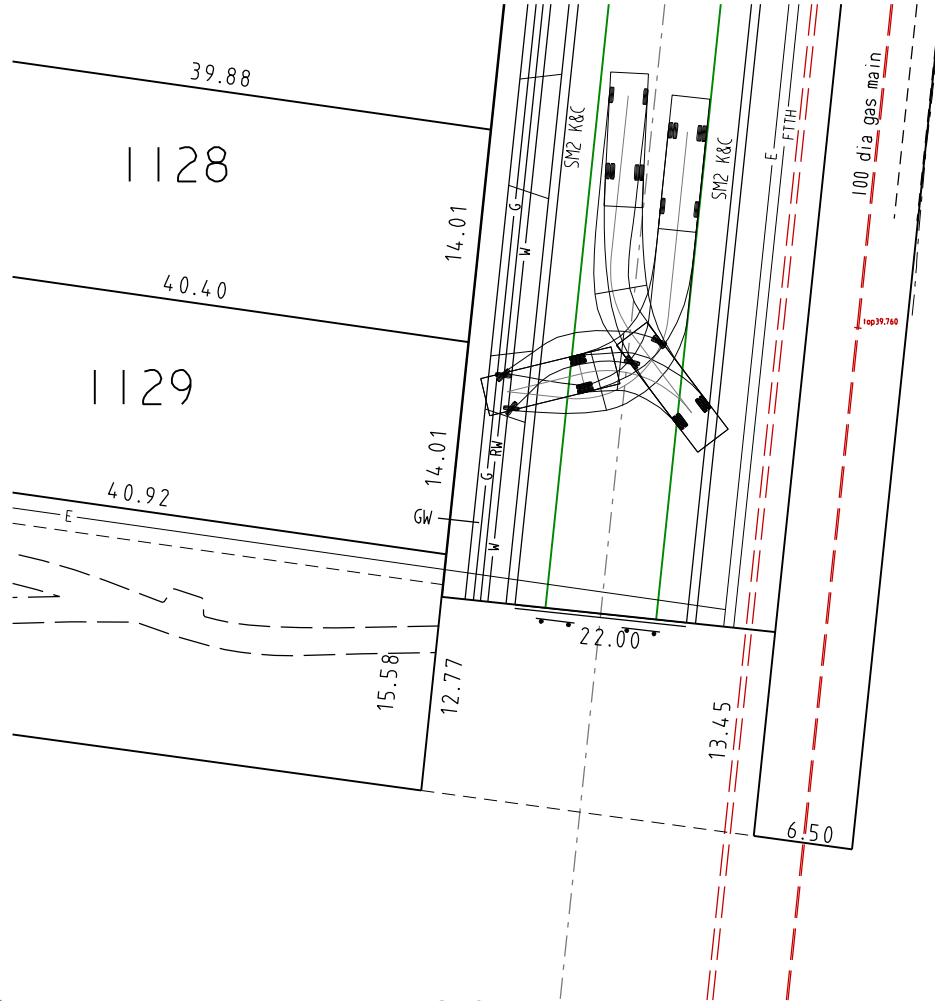 39.88
1128
SM2 K&C
SM2 K&C
E
FTTH
100 dia gas main
14.01
G
W
40.40
top39.760
1129
14.01
RW
G
40.92
E
GW
W
22.00
15.58
12.77
13.45
6.50